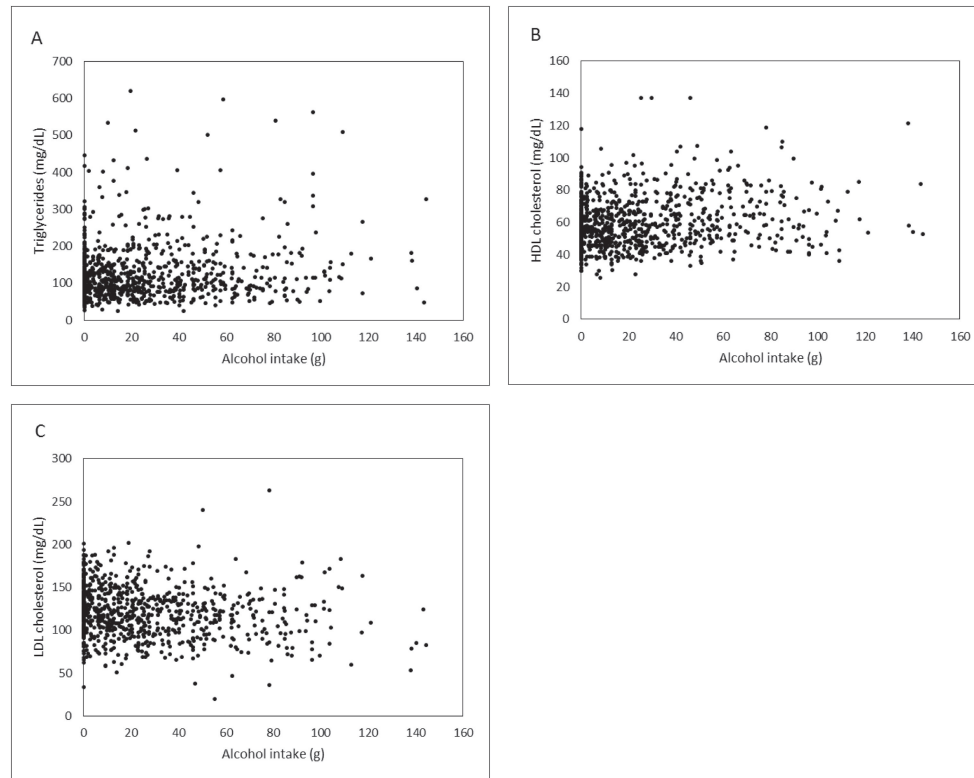 A
700
600
500
400
300
200
100
0
Triglycerides (mg/dL)
0 20 40 60 80 100 120 140 160
Alcohol intake (g)
B
160
140
120
100
80
60
40
20
0
HDL cholesterol (mg/dL)
0 20 40 60 80 100 120 140 160
Alcohol intake (g)
C
300
250
200
150
100
50
0
LDL cholesterol (mg/dL)
0 20 40 60 80 100 120 140 160
Alcohol intake (g)